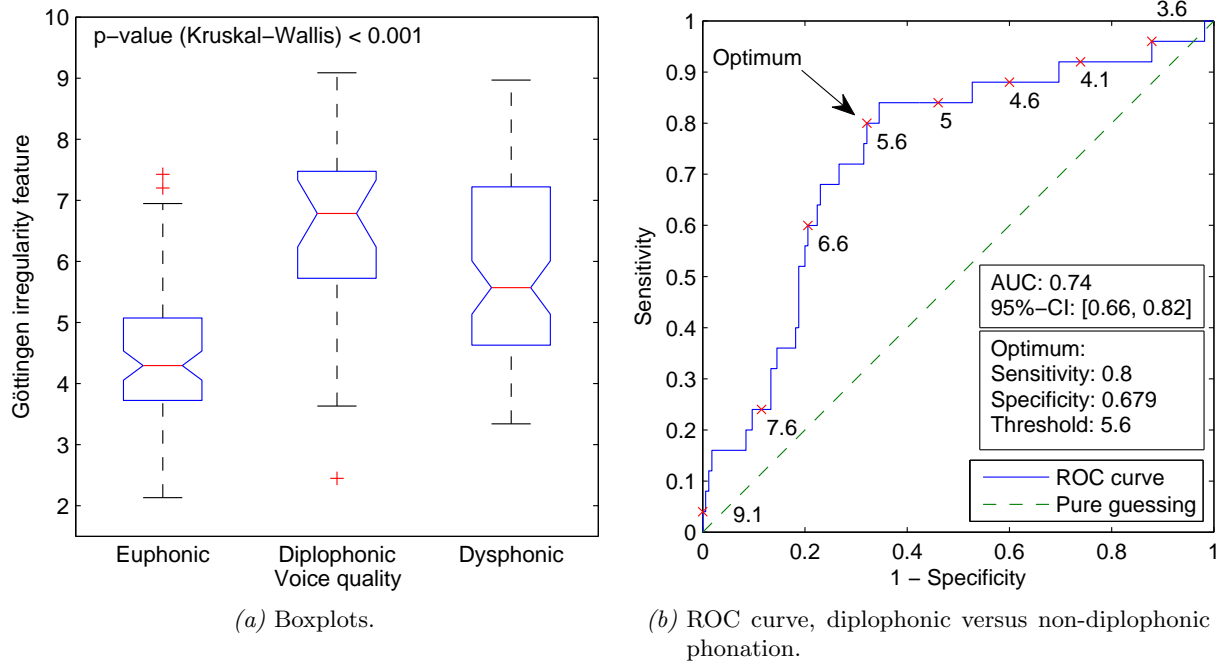 10
9
8
7
6
5
4
3
2
Göttingen irregularity feature
p−value (Kruskal−Wallis) < 0.001
Euphonic
Diplophonic
Dysphonic
Voice quality
(a) Boxplots.
1
0.9
0.8
0.7
0.6
0.5
0.4
0.3
0.2
0.1
0
Sensitivity
3.6
Optimum
4.1
4.6
5
5.6
6.6
7.6
9.1
AUC: 0.74
95%−CI: [0.66, 0.82]
Optimum:
Sensitivity: 0.8
Specificity: 0.679
Threshold: 5.6
ROC curve
Pure guessing
0
0.2
0.4
0.6
0.8
1
1 − Specificity
(b) ROC curve, diplophonic versus non-diplophonic
phonation.